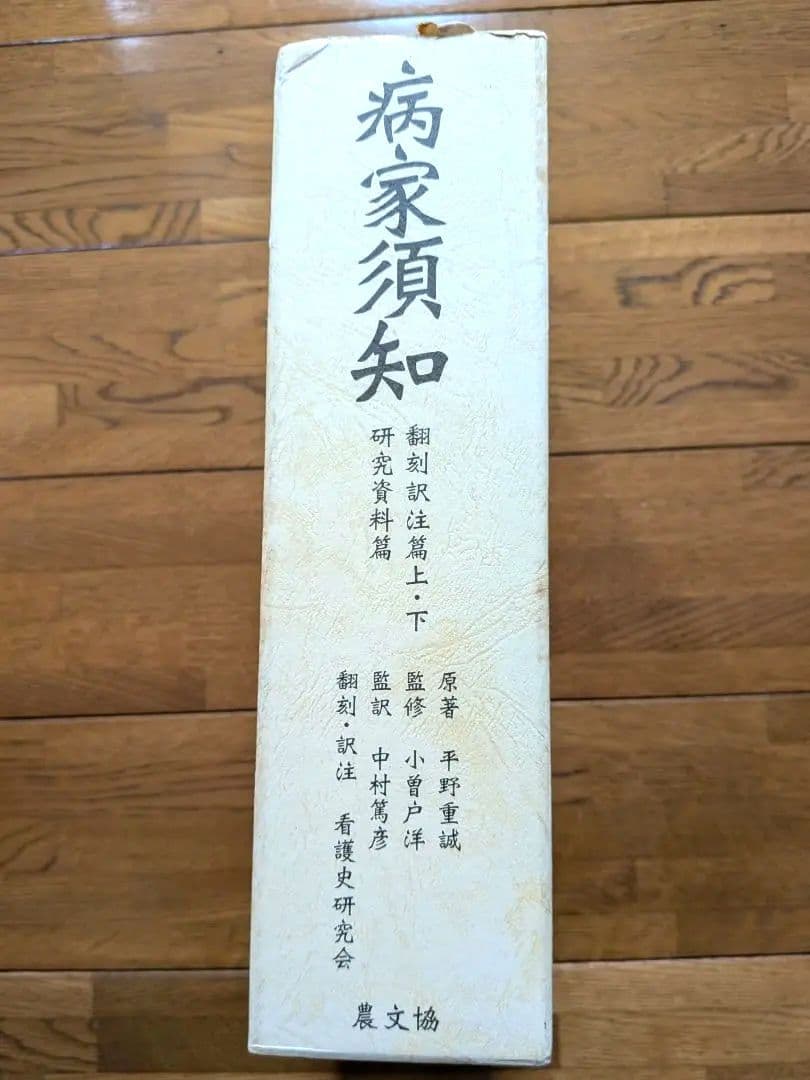 病家須知
翻刻訳注篇上・下
研究資料篇
原著 平野重誠
監修 小曽戸洋
監訳 中村篤彦
翻刻・訳注 看護史研究会
農文協